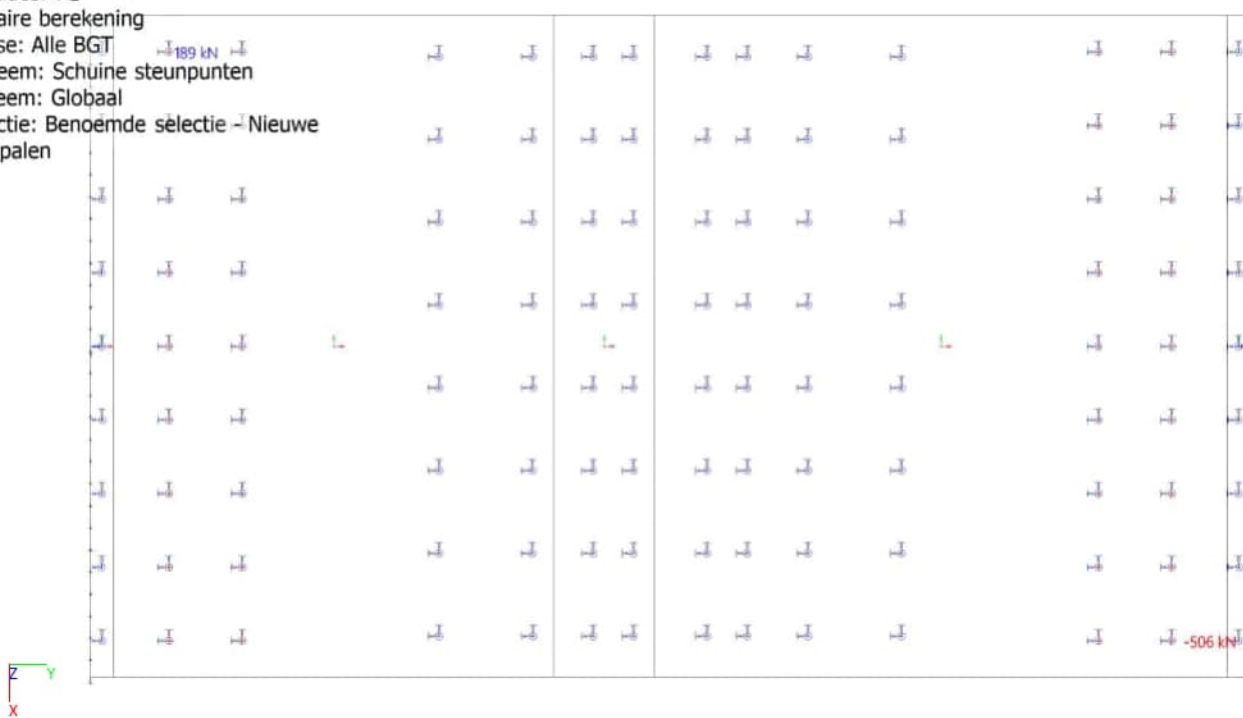 aire berekening
se: Alle BGT
189 kN
eem: Schuine steunpunten
eem: Globaal
ctie: Benoemde selectie - Nieuwe
palen
-506 kN
Z Y
X